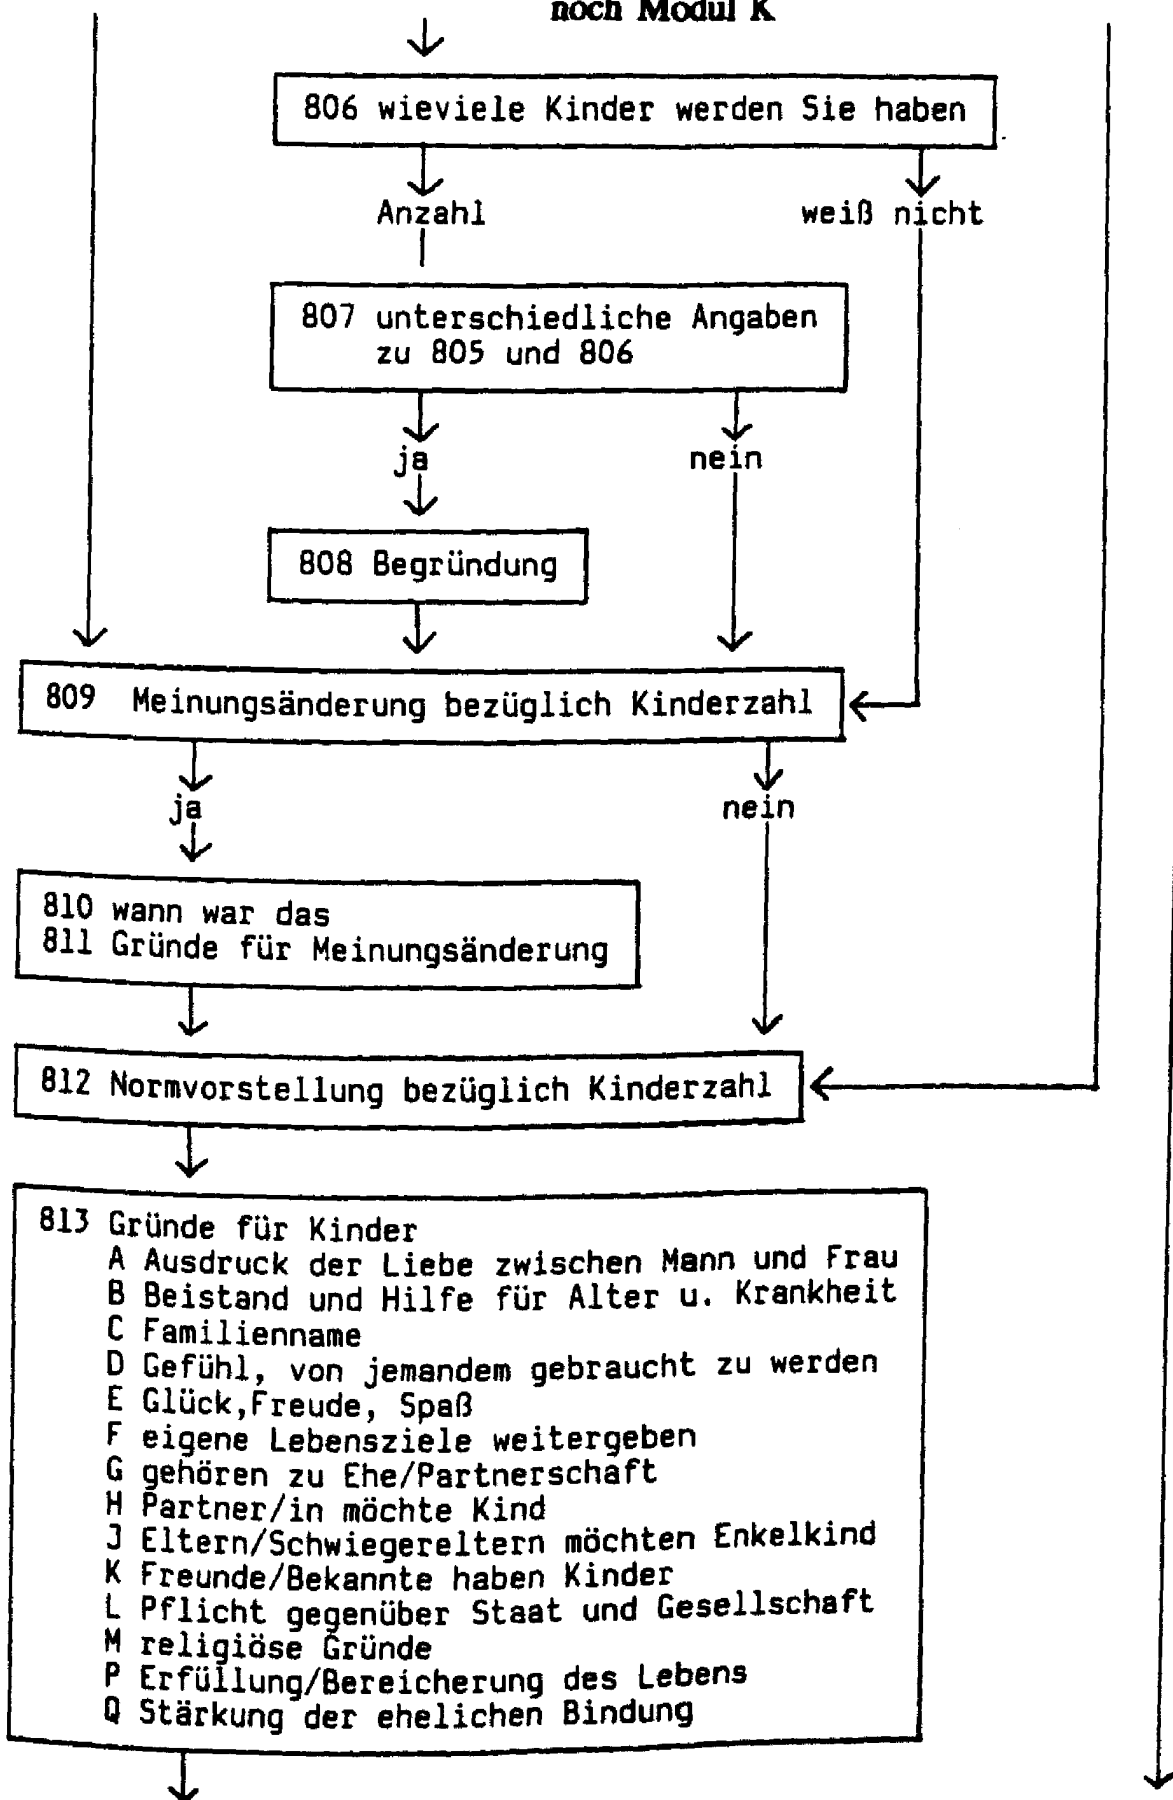 noch Modul K
806 wieviele Kinder werden Sie haben
Anzahl
weiß nicht
807 unterschiedliche Angaben
zu 805 und 806
ja
nein
808 Begründung
809 Meinungsänderung bezüglich Kinderzahl
ja
nein
810 wann war das
811 Gründe für Meinungsänderung
812 Normvorstellung bezüglich Kinderzahl
813 Gründe für Kinder
A Ausdruck der Liebe zwischen Mann und Frau
B Beistand und Hilfe für Alter u. Krankheit
C Familienname
D Gefühl, von jemandem gebraucht zu werden
E Glück,Freude, Spaß
F eigene Lebensziele weitergeben
G gehören zu Ehe/Partnerschaft
H Partner/in möchte Kind
J Eltern/Schwiegereltern möchten Enkelkind
K Freunde/Bekannte haben Kinder
L Pflicht gegenüber Staat und Gesellschaft
M religiöse Gründe
P Erfüllung/Bereicherung des Lebens
Q Stärkung der ehelichen Bindung